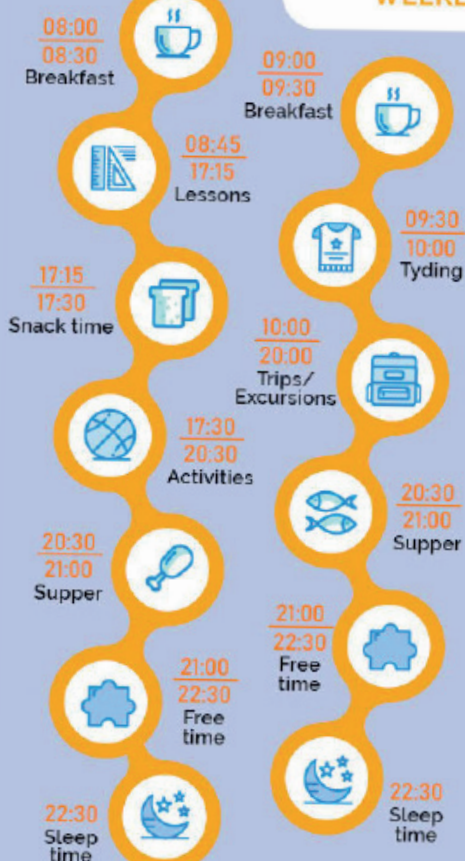 08:00
08:30
Breakfast
08:45
17:15
Lessons
17:15
17:30
Snack time
17:30
20:30
Activities
20:30
21:00
Supper
21:00
22:30
Free
time
22:30
Sleep
time
09:00
09:30
Breakfast
09:30
10:00
Tyding
10:00
20:00
Trips/
Excursions
20:30
21:00
Supper
21:00
22:30
Free
time
22:30
Sleep
time